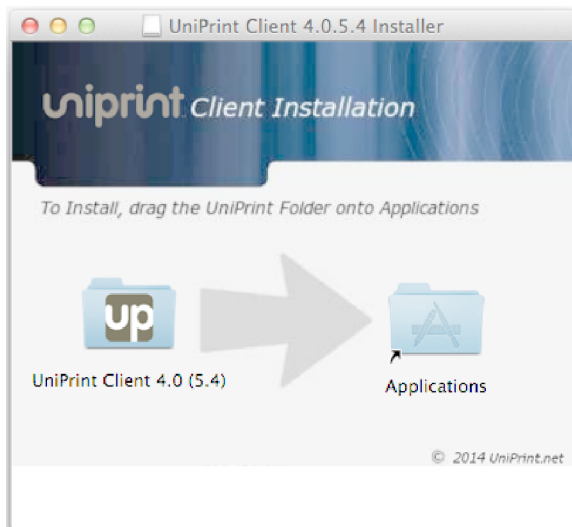 UniPrint Client 4.0.5.4 Installer
uniprint Client Installation
To Install, drag the UniPrint Folder onto Applications
up
UniPrint Client 4.0 (5.4)
Applications
© 2014 UniPrint.net